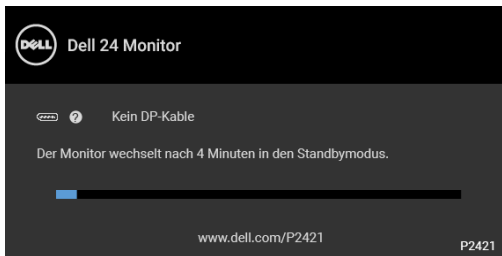 DELL Dell 24 Monitor
? Kein DP-Kable
Der Monitor wechselt nach 4 Minuten in den Standbymodus.
www.dell.com/P2421
P2421